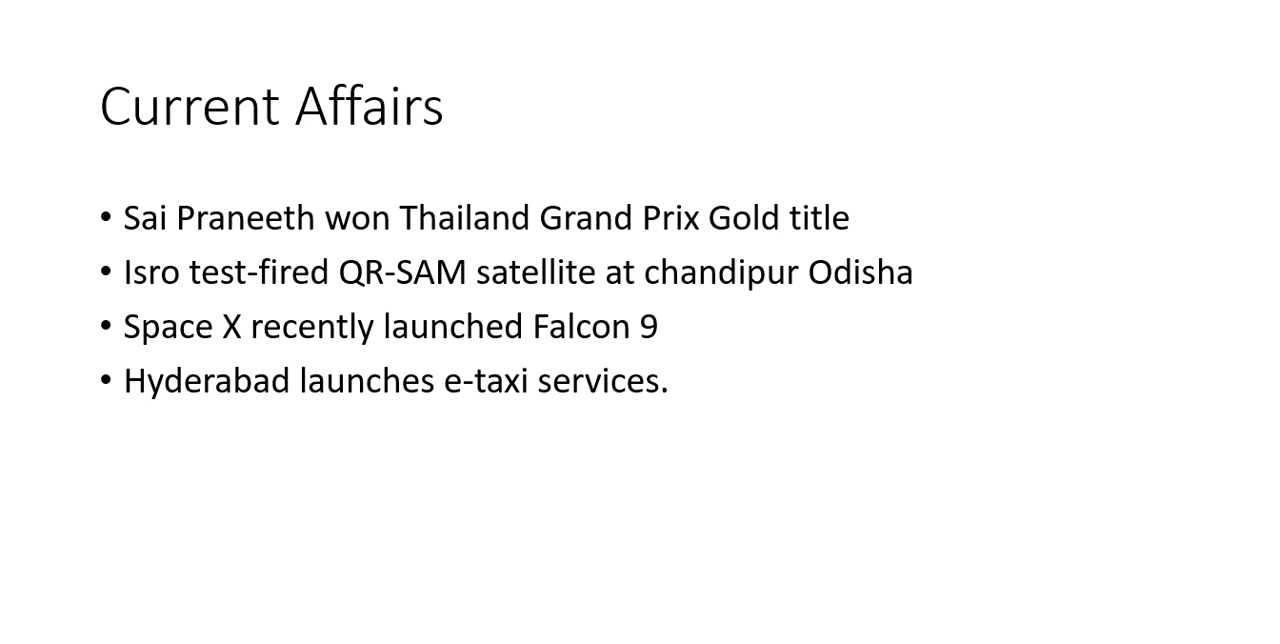 Current Affairs
• Sai Praneeth won Thailand Grand Prix Gold title
• Isro test-fired QR-SAM satellite at chandipur Odisha
• Space X recently launched Falcon 9
• Hyderabad launches e-taxi services.